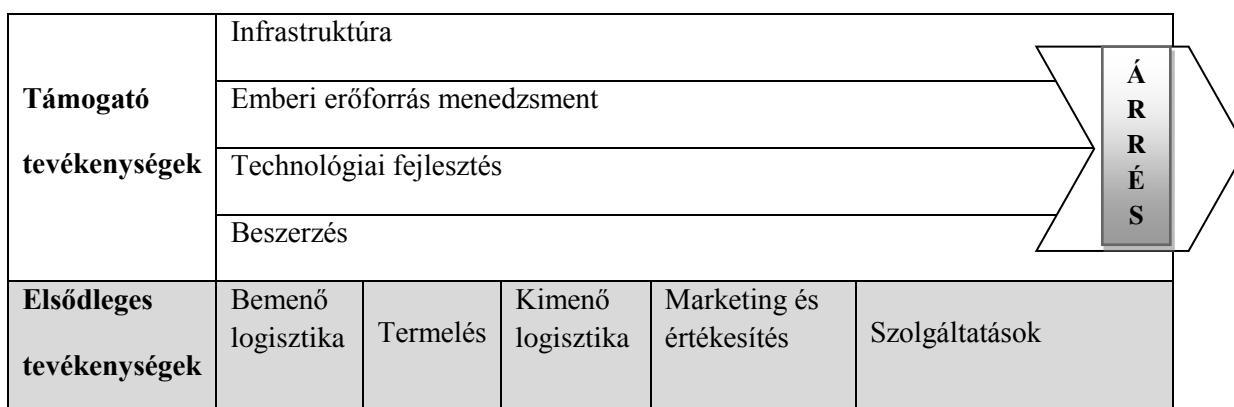 Infrastruktúra
Támogató
tevékenységek
Emberi erőforrás menedzsment
Technológiai fejlesztés
Beszerzés
Á
R
R
É
S
Elsődleges
tevékenységek
Bemenő
logisztika
Termelés
Kimenő
logisztika
Marketing és
értékesítés
Szolgáltatások